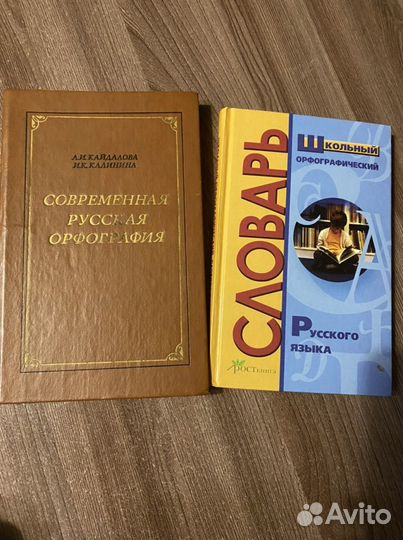 А.И. КАЙДАЛОВА
И.К. КАЛИНИНА
СОВРЕМЕННАЯ
РУССКАЯ
ОРФОГРАФИЯ
СЛОВАРЬ
Школьный
ОРФОГРАФИЧЕСКИЙ
Русского
языка
РОСТкнига
Avito